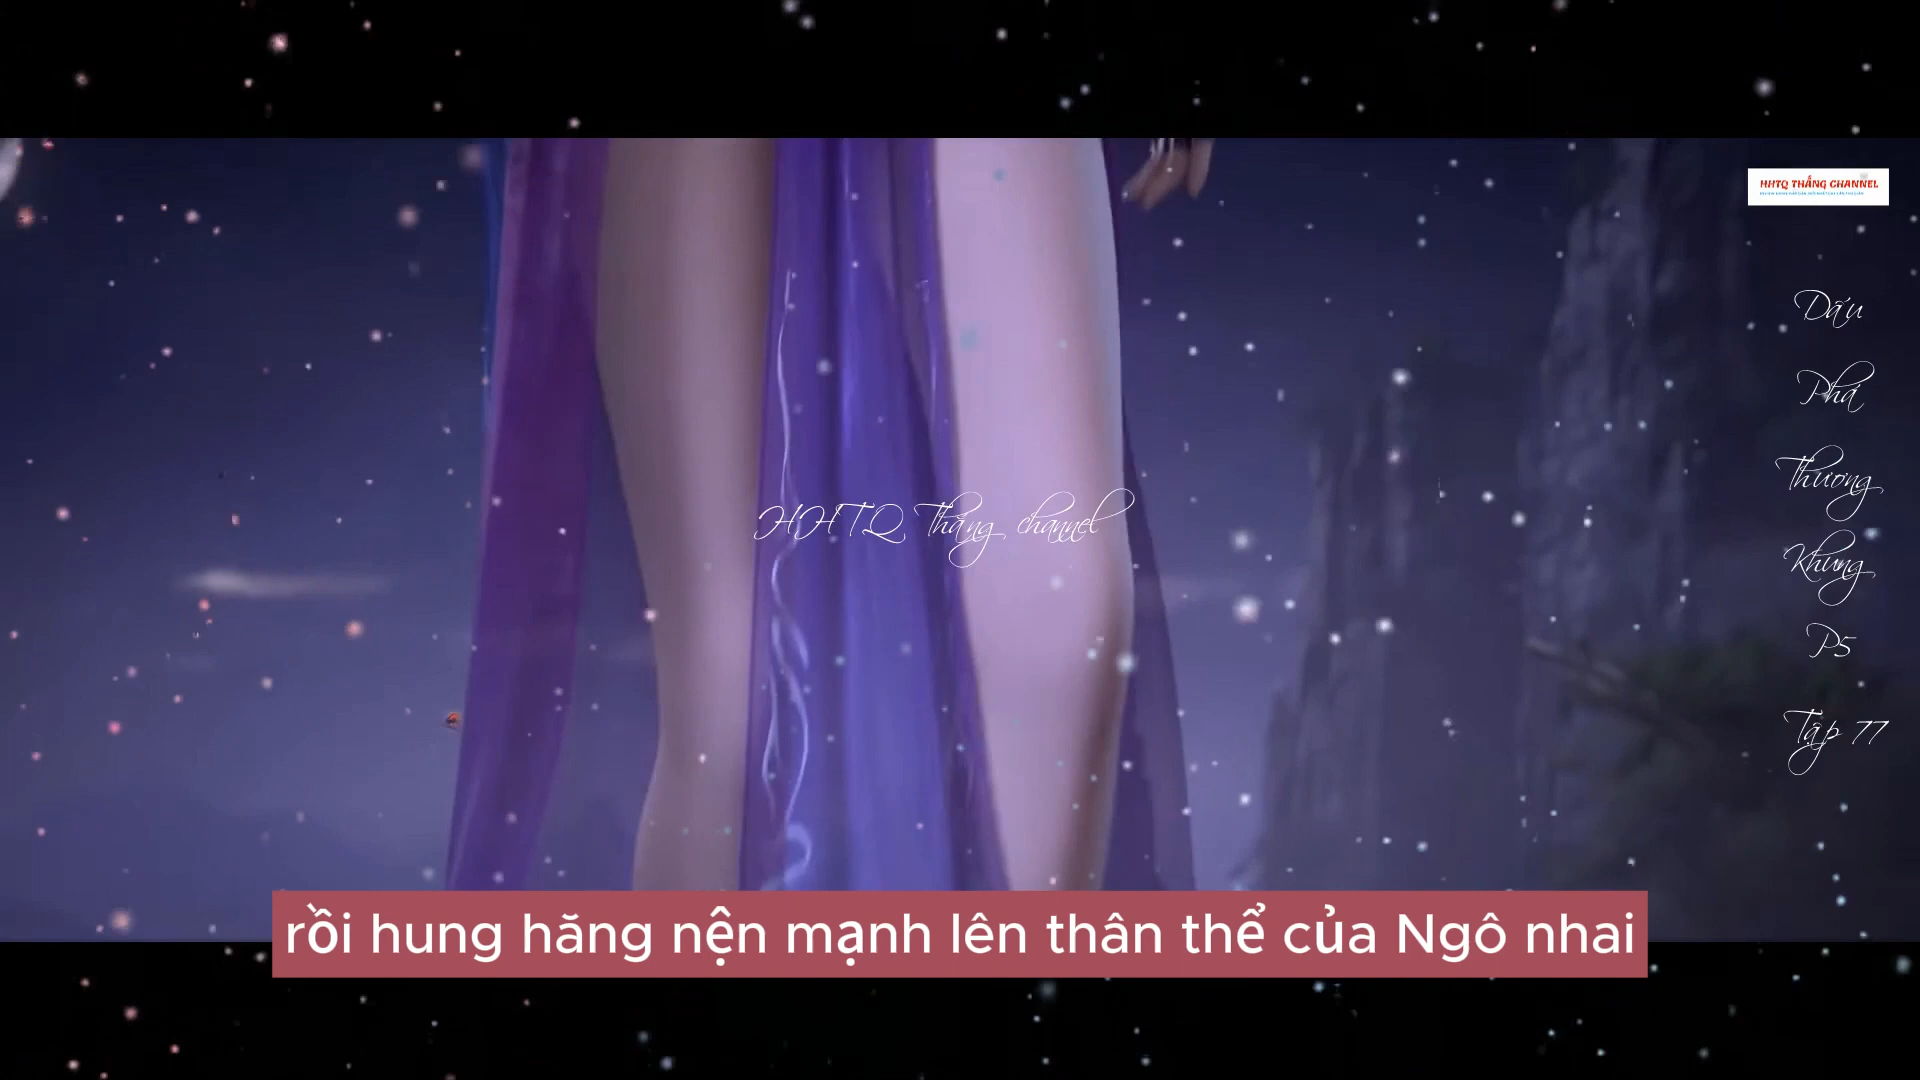 HHTQ THẮNG CHANNEL
Dấu
Phá
Thương
Khung
P5
Tập 77
HHTQ Thắng channel
rồi hung hăng nện mạnh lên thân thể của Ngô nhai